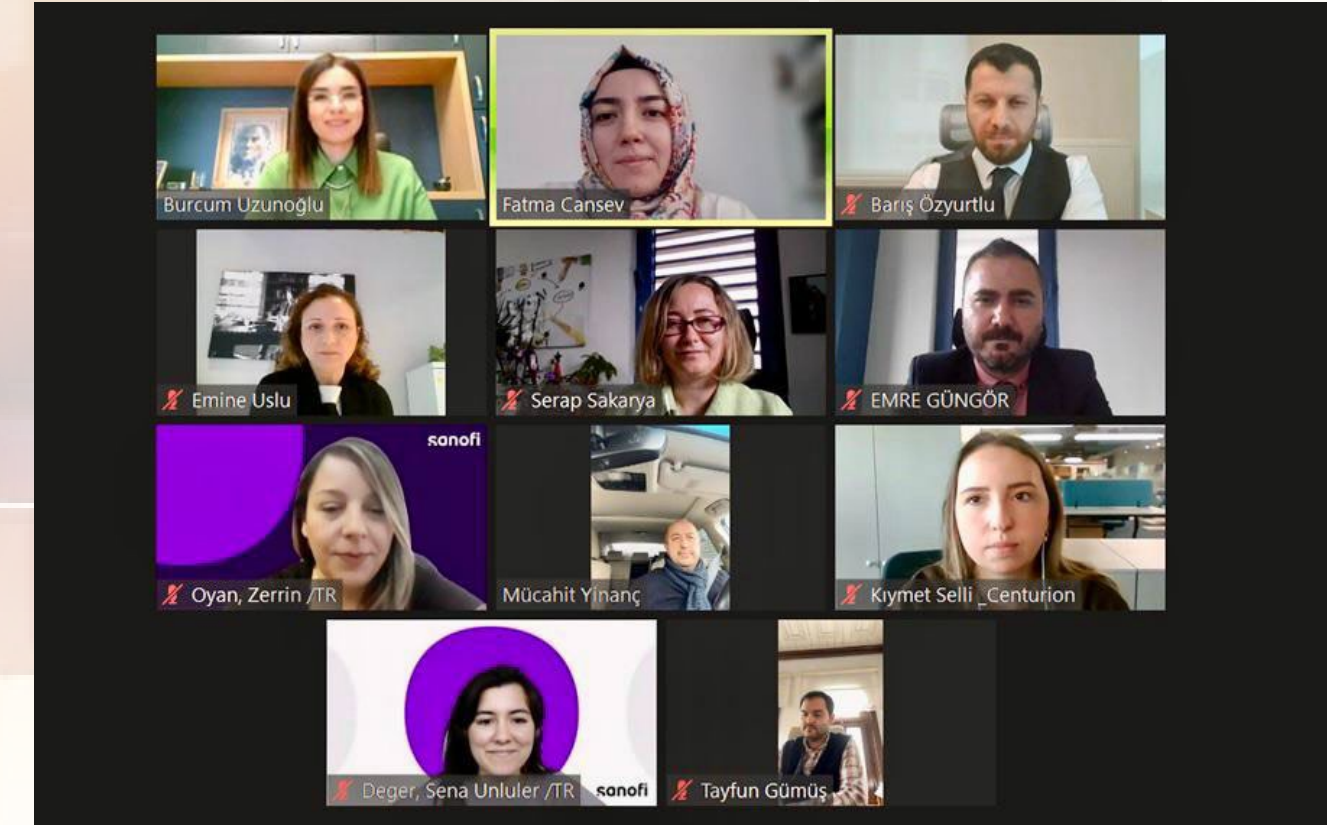 Burcum Uzunoğlu
Fatma Cansev
Barış Özyurtlu
Emine Uslu
Serap Sakarya
EMRE GÜNGÖR
sanofi
Oyan, Zerrin /TR
Mücahit Yinanç
Kıymet Selli _Centurion
Deger, Sena Unluler /TR
sanofi
Tayfun Gümüş